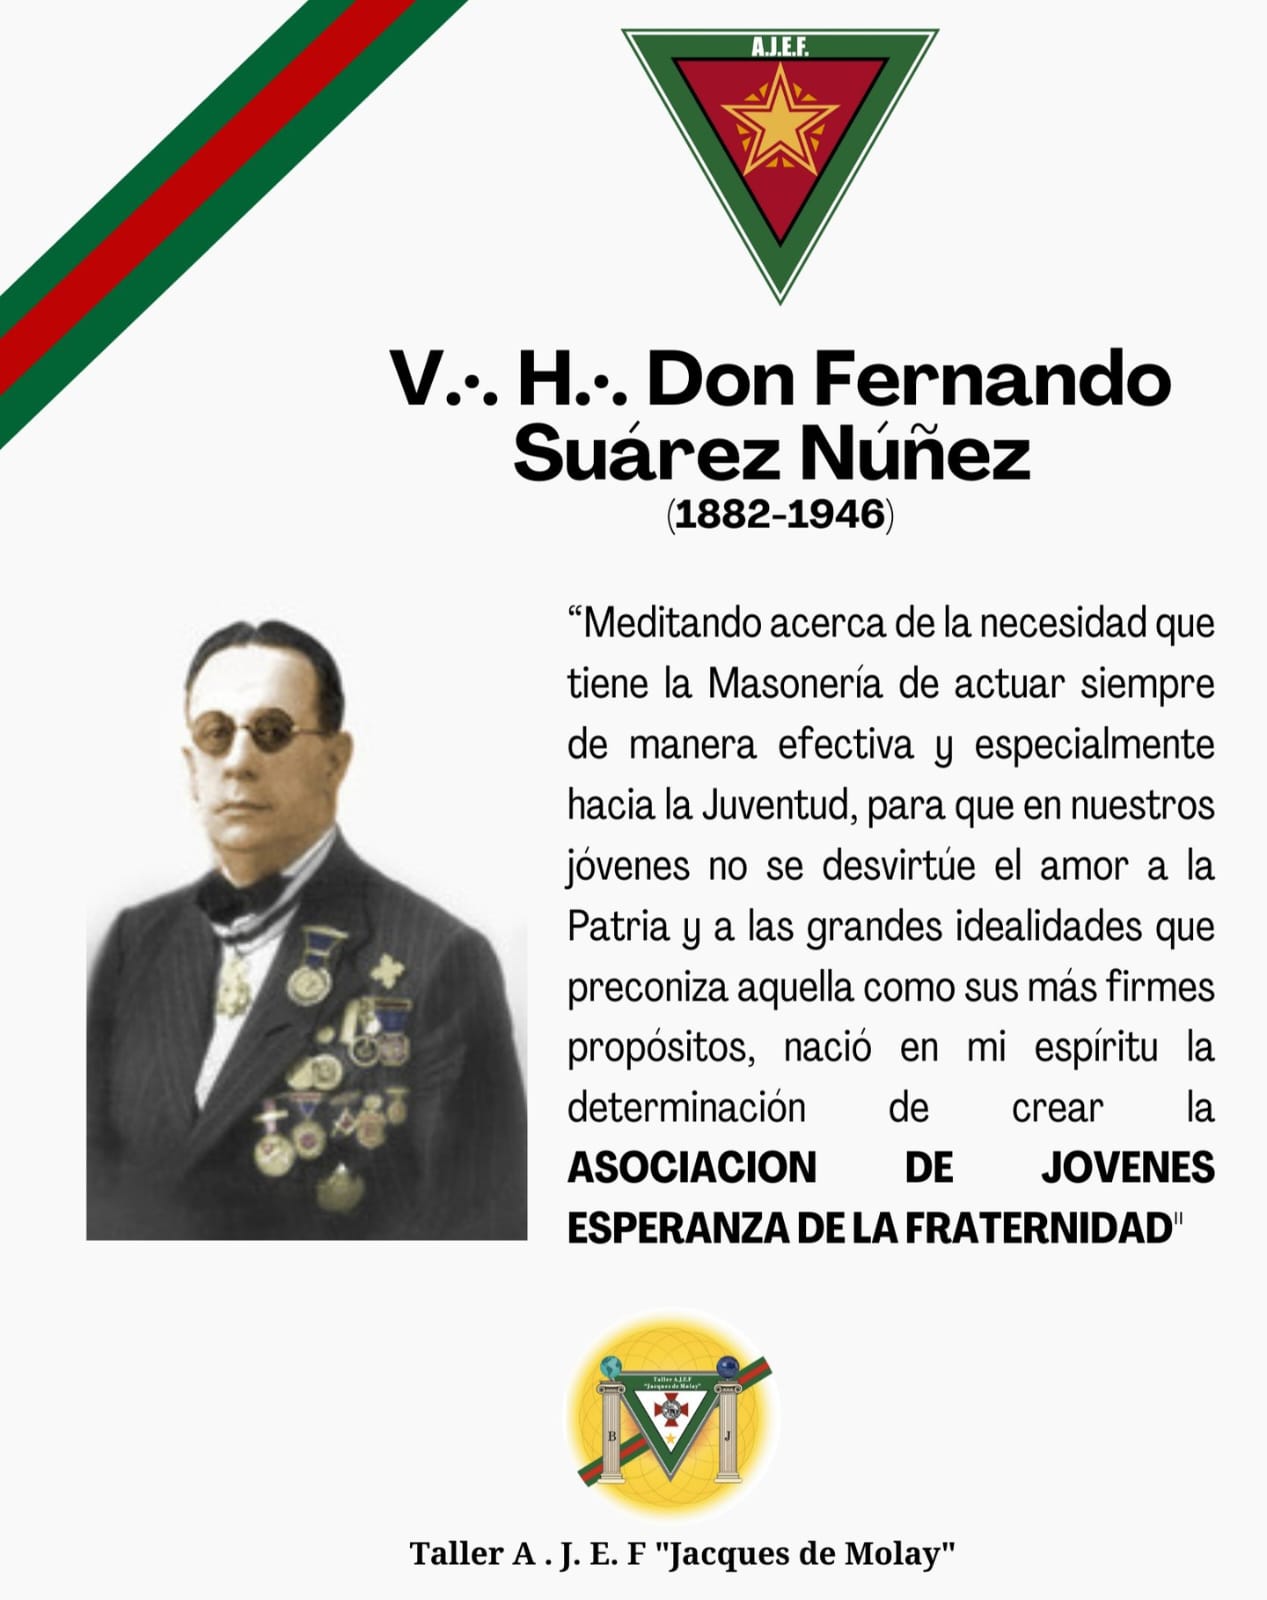 A.J.E.F.
V.∴ H.∴ Don Fernando
Suárez Núñez
(1882-1946)
“Meditando acerca de la necesidad que
tiene la Masonería de actuar siempre
de manera efectiva y especialmente
hacia la Juventud, para que en nuestros
jóvenes no se desvirtúe el amor a la
Patria y a las grandes idealidades que
preconiza aquella como sus más firmes
propósitos, nació en mi espíritu la
determinación de crear la
ASOCIACION DE JOVENES
ESPERANZA DE LA FRATERNIDAD"
Taller A.J.E.F
"Jacques de Molay"
B J
Taller A . J. E. F "Jacques de Molay"